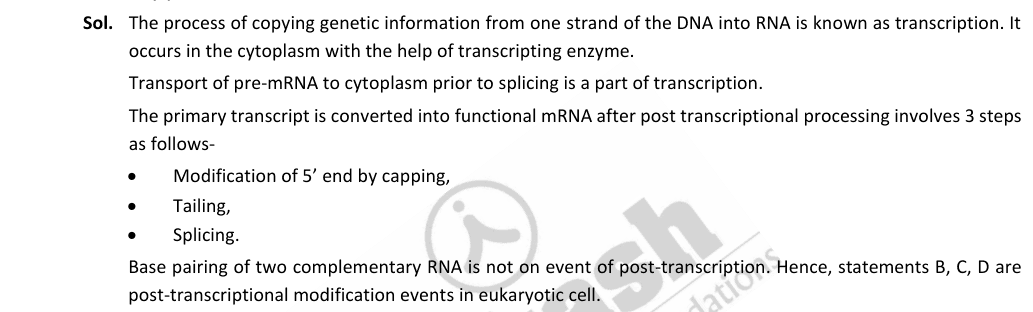 Sol. The process of copying genetic information from one strand of the DNA into RNA is known as transcription. It
occurs in the cytoplasm with the help of transcripting enzyme.
Transport of pre-mRNA to cytoplasm prior to splicing is a part of transcription.
The primary transcript is converted into functional mRNA after post transcriptional processing involves 3 steps
as follows-
• Modification of 5’ end by capping,
• Tailing,
• Splicing.
Base pairing of two complementary RNA is not on event of post-transcription. Hence, statements B, C, D are
post-transcriptional modification events in eukaryotic cell.